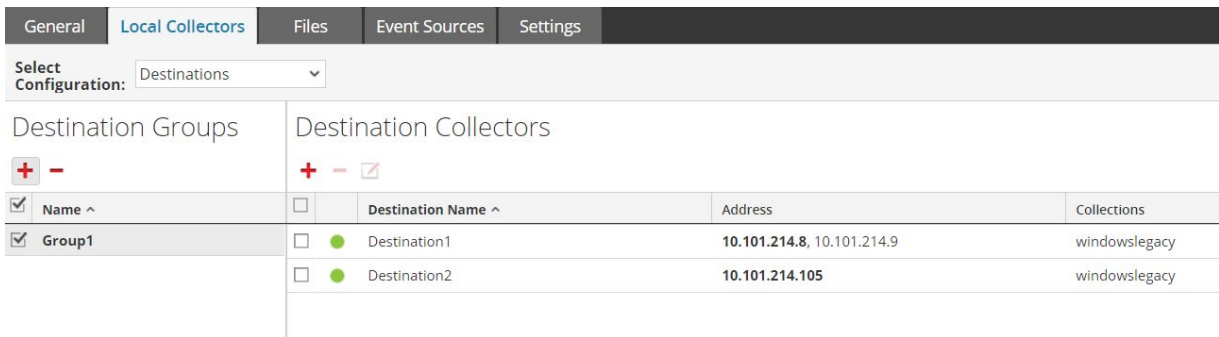 General Local Collectors Files Event Sources Settings
Select
Configuration: Destinations
Destination Groups Destination Collectors
Name Destination Name Address Collections
Group1 Destination1 10.101.214.8, 10.101.214.9 windowslegacy
Destination2 10.101.214.105 windowslegacy